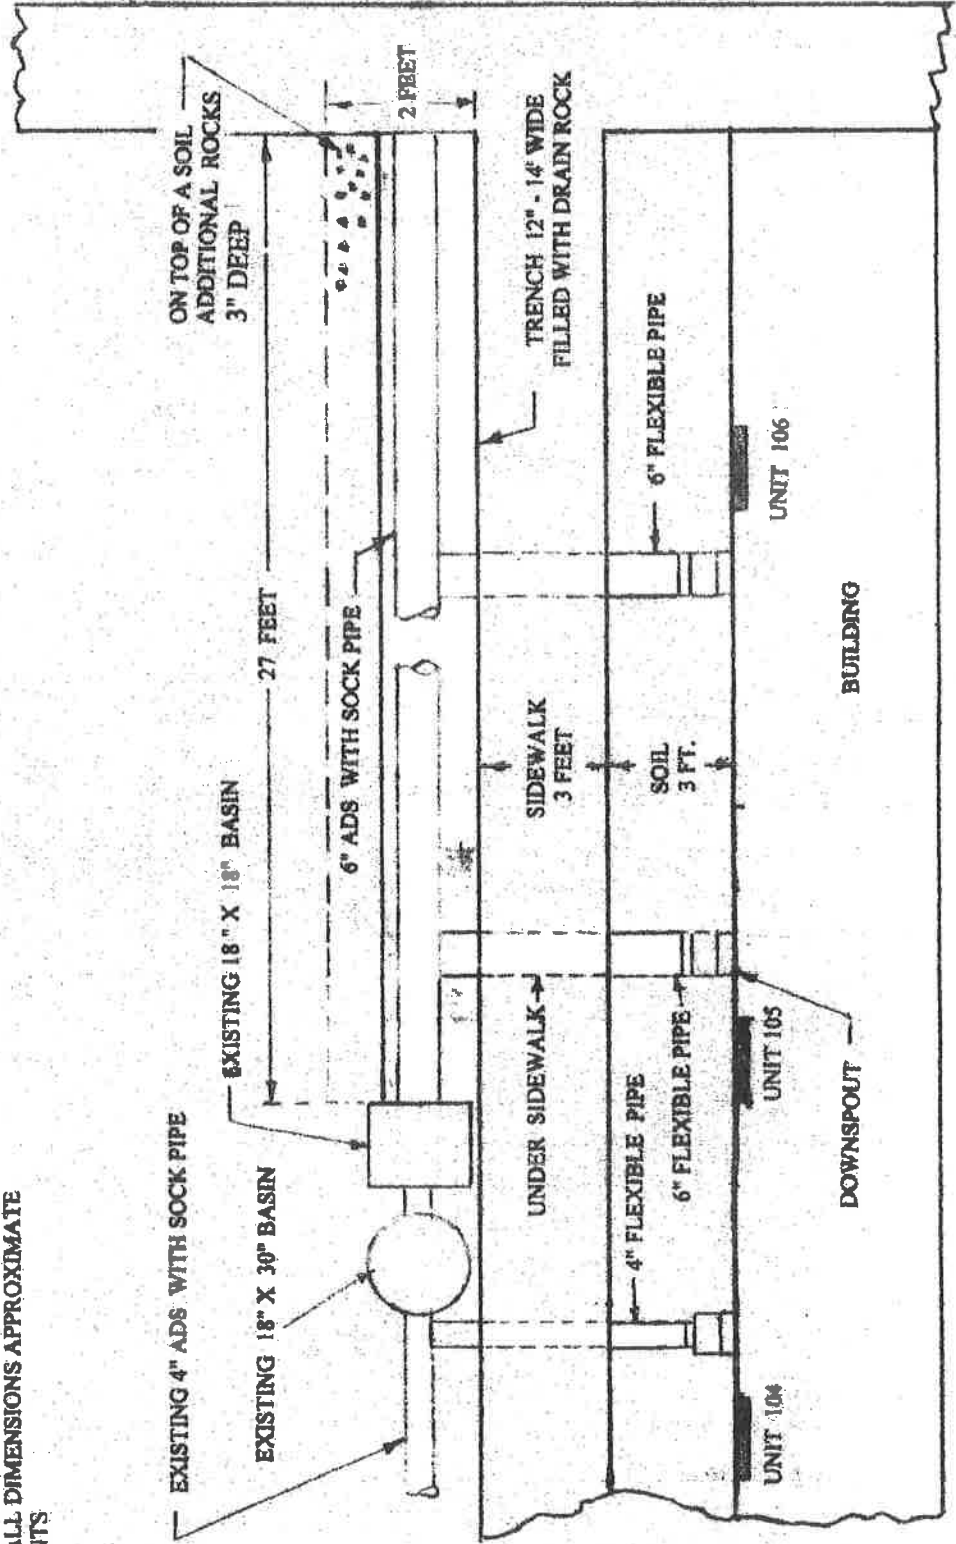 ALL DIMENSIONS APPROXIMATE
NTS
EXISTING 4" ADS WITH SOCK PIPE
EXISTING 18" X 30" BASIN
EXISTING 18" X 18" BASIN
27 FEET
ON TOP OF A SOIL
ADDITIONAL ROCKS
3" DEEP
2 FEET
6" ADS WITH SOCK PIPE
TRENCH 12" - 14' WIDE
FILLED WITH DRAIN ROCK
SIDEWALK
3 FEET
UNDER SIDEWALK
SOIL
3 FT.
4" FLEXIBLE PIPE
6" FLEXIBLE PIPE
6" FLEXIBLE PIPE
UNIT 104
UNIT 105
UNIT 106
DOWNSPOUT
BUILDING